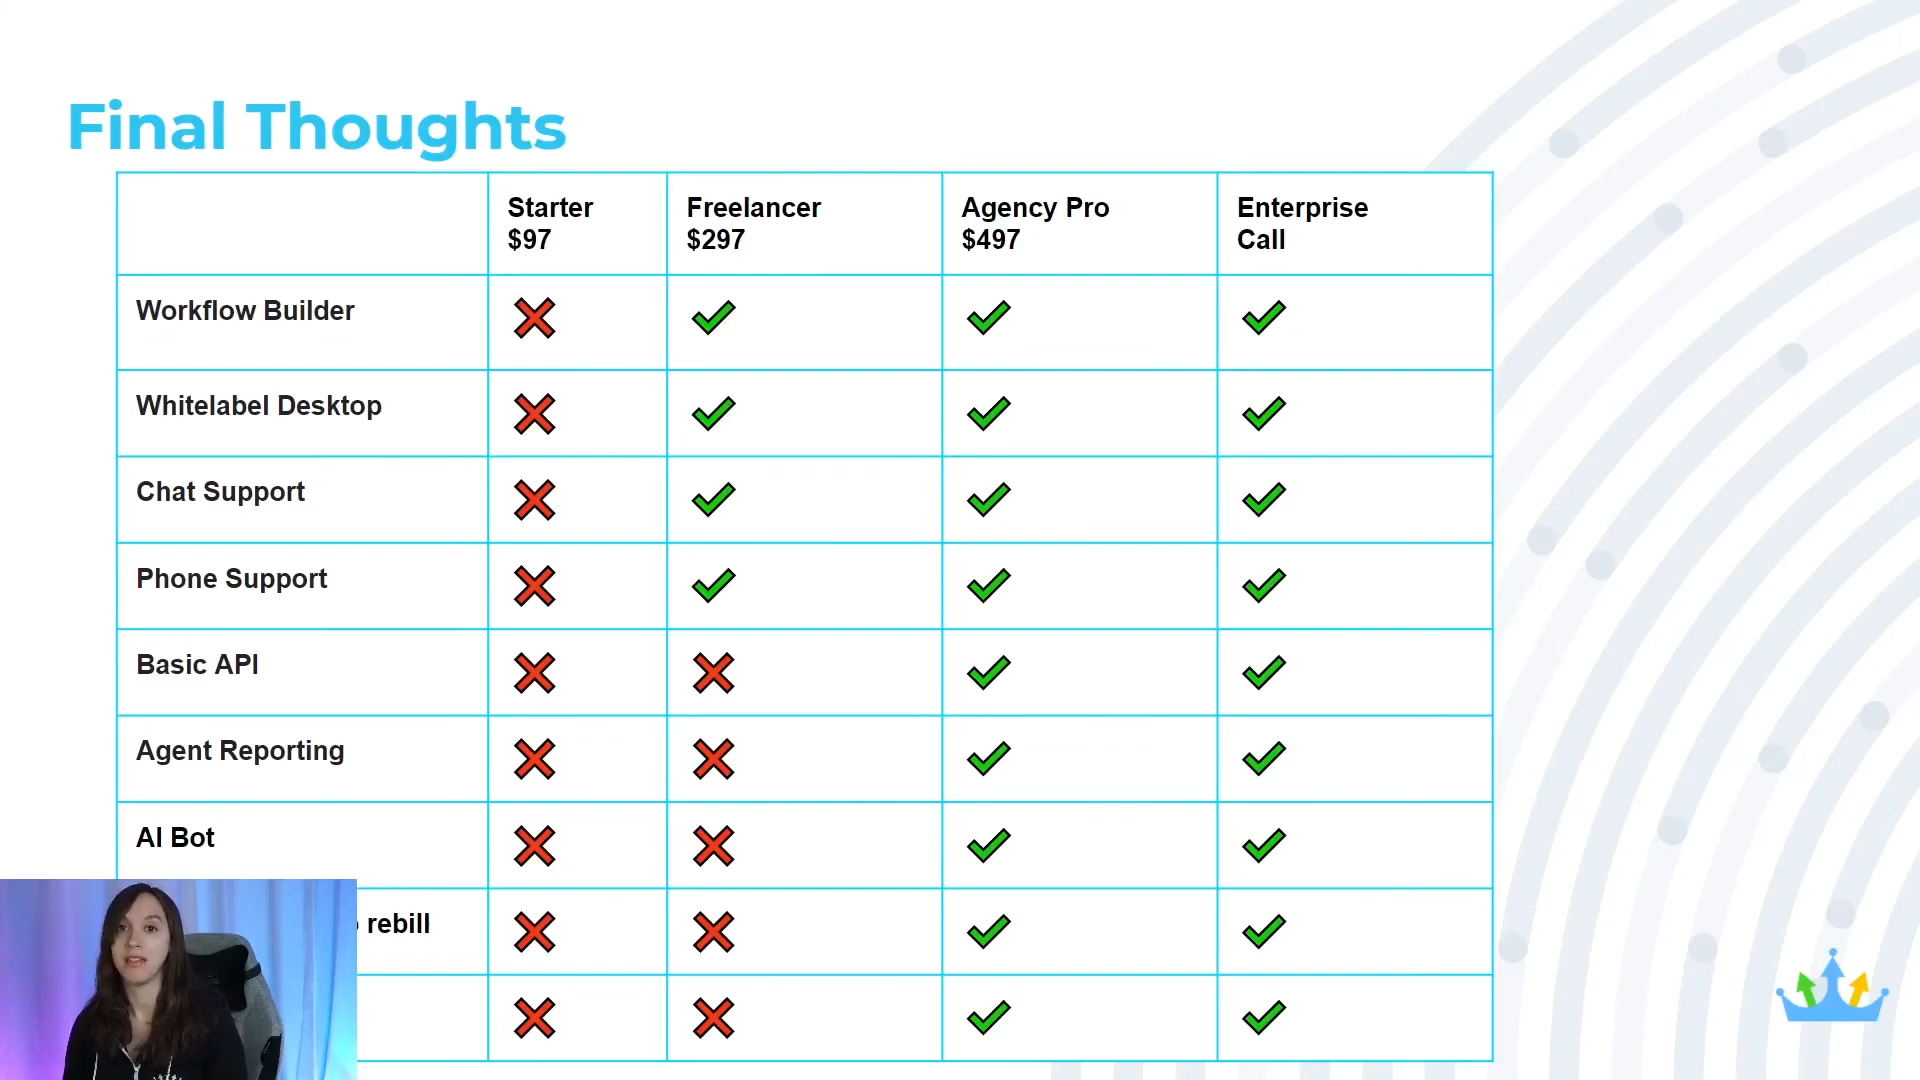 Final Thoughts
Starter Freelancer Agency Pro Enterprise
$97 $297 $497 Call
Workflow Builder
Whitelabel Desktop
Chat Support
Phone Support
Basic API
Agent Reporting
AI Bot
rebill